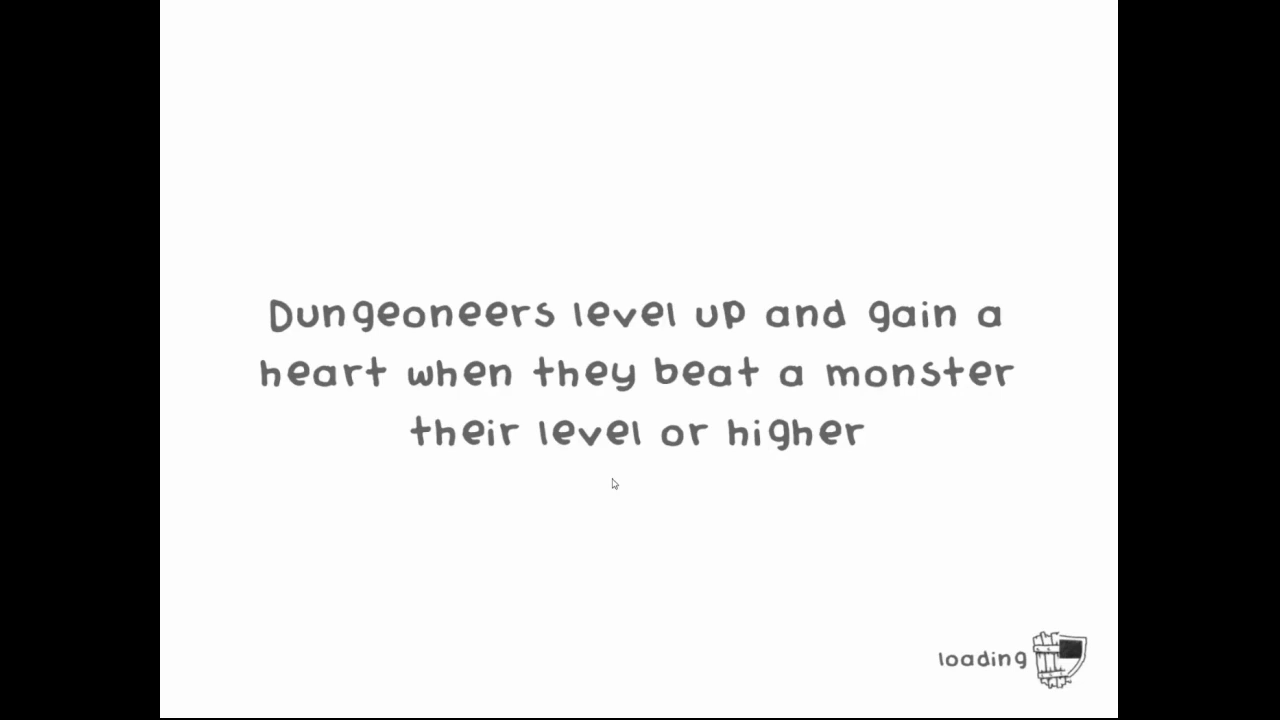 Dungeoneers level up and gain a
heart when they beat a monster
their level or higher
loading